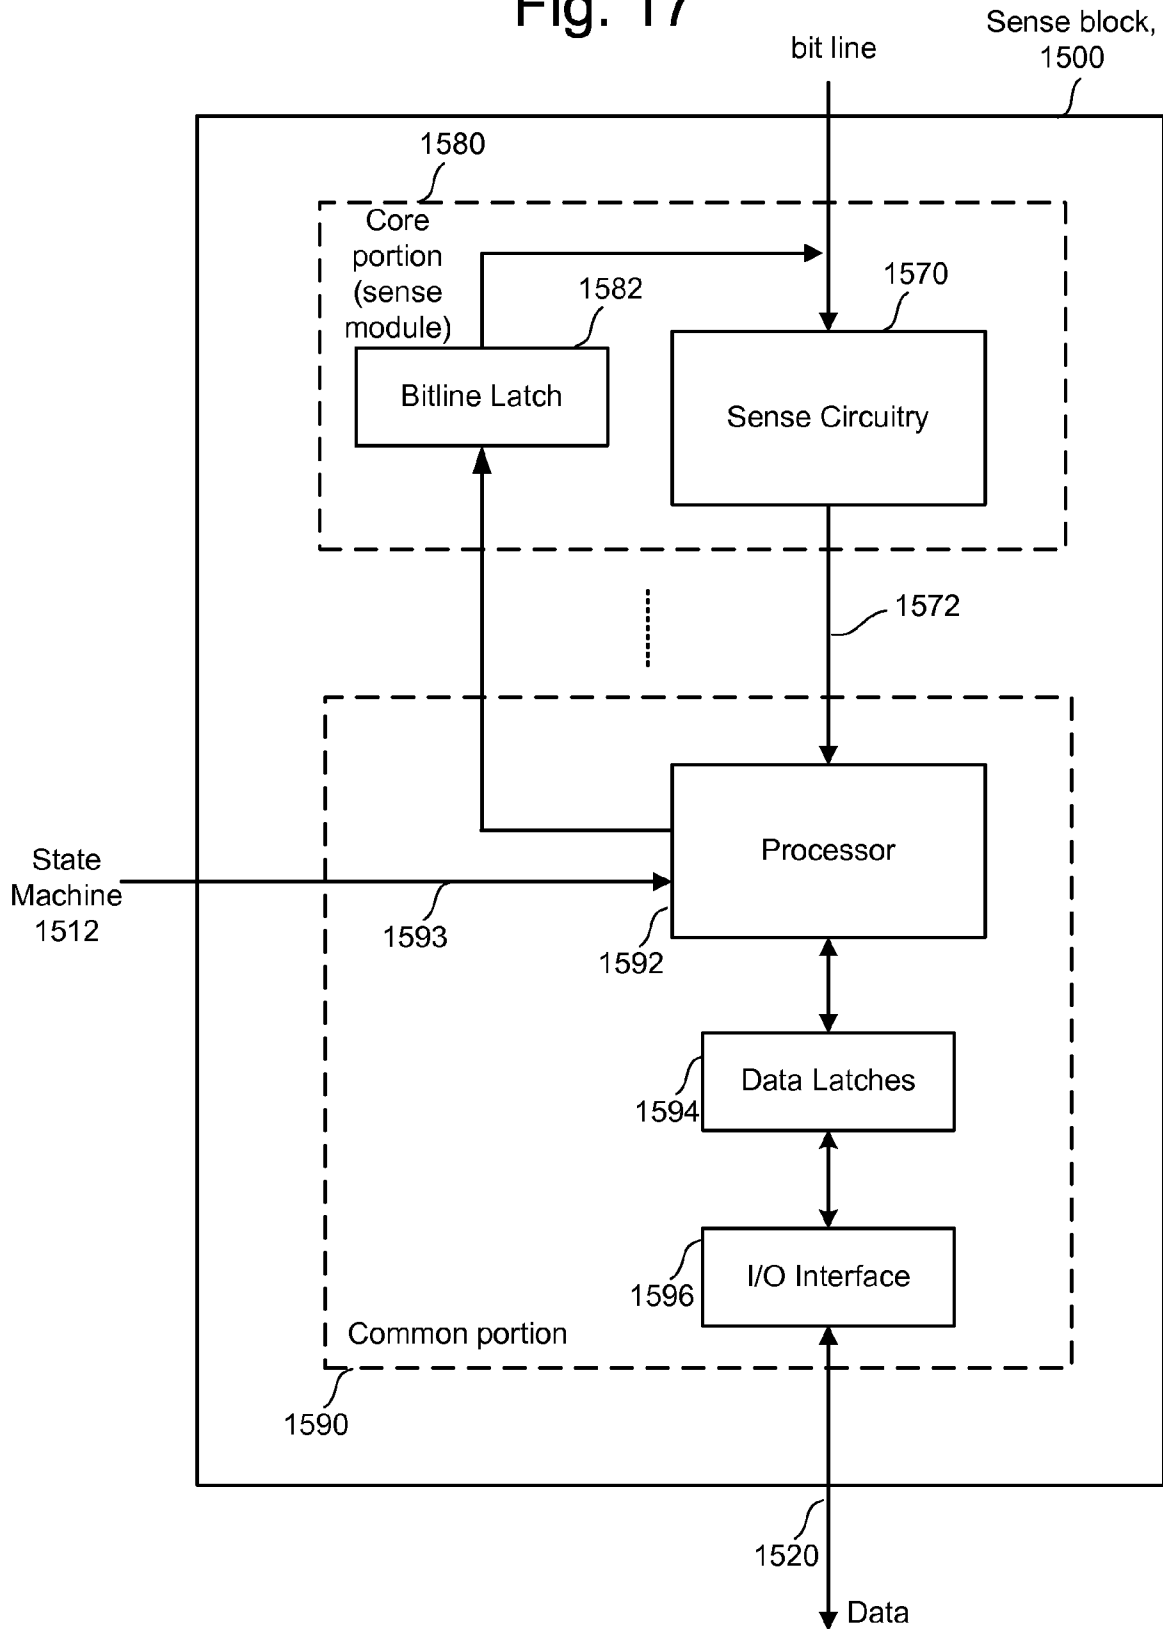 Fig. 17
Sense block,
1500
bit line
1580
Core
portion
(sense
module)
1582
1570
Bitline Latch
Sense Circuitry
1572
Processor
State
Machine
1512
1593
1592
Data Latches
1594
I/O Interface
1596
Common portion
1590
1520
Data